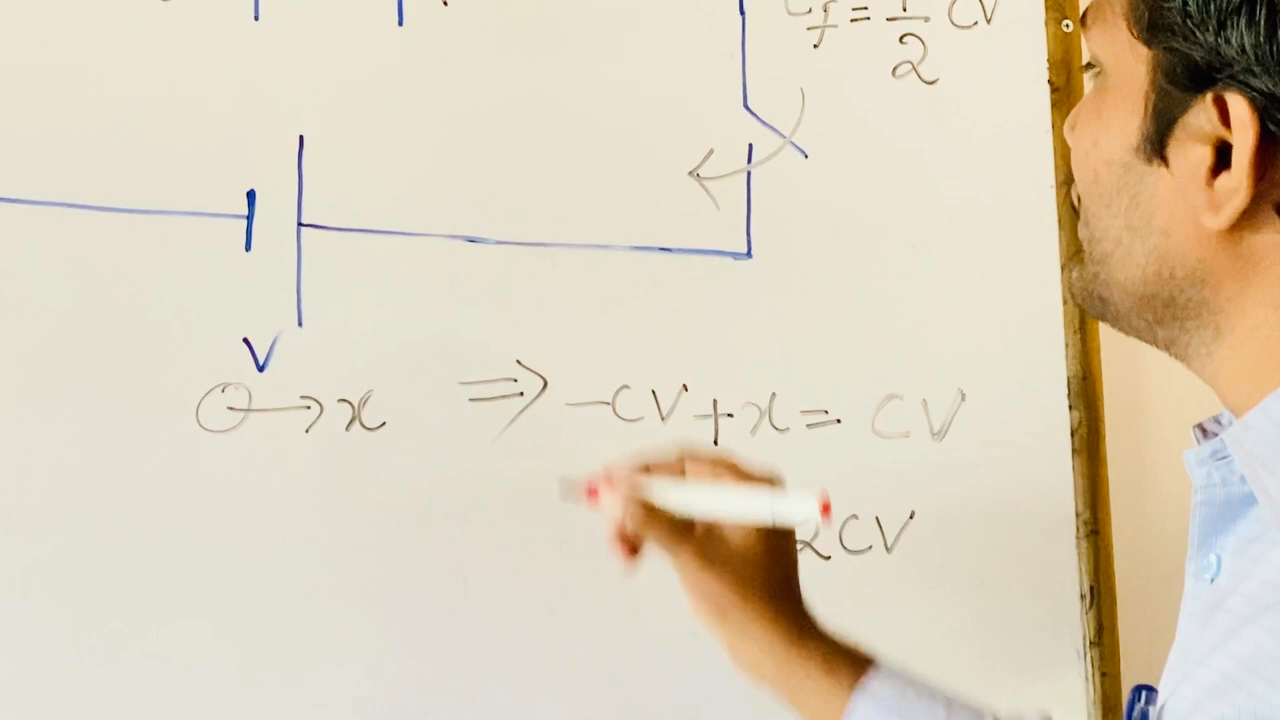 f = 1/2 CV
V
→ x ⇒ -CV + x = CV
2CV